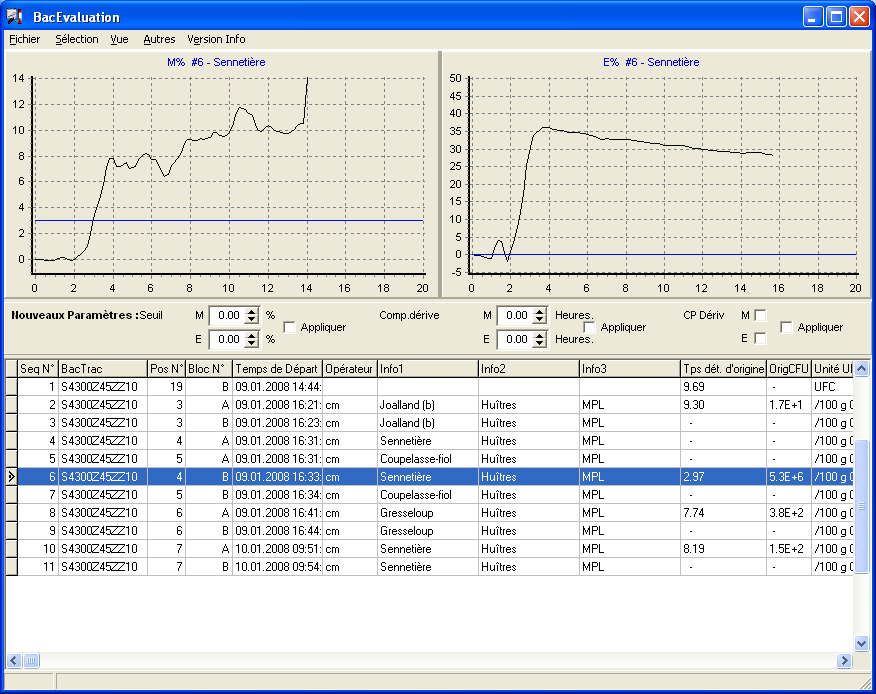 BacEvaluation
Fichier Sélection Vue Autres Version Info
M% #6 - Sennetière
14
12
10
8
6
4
2
0
0 2 4 6 8 10 12 14 16 18 20
E% #6 - Sennetière
50
45
40
35
30
25
20
15
10
5
0
-5
0 2 4 6 8 10 12 14 16 18 20
Nouveaux Paramètres : Seuil M 0.00 % Appliquer Comp.dérive M 0.00 Heures. Appliquer CP Dériv M Appliquer
E 0.00 % E 0.00 Heures. E
Seq N° BacTrac Pos N° Bloc N° Temps de Départ Opérateur Info1 Info2 Info3 Tps dét. d'origine OrigCFU Unité UI
1 S4300Z45ZZ10 19 B 09.01.2008 14:44: 9.69 - UFC
2 S4300Z45ZZ10 3 A 09.01.2008 16:21: cm Joalland (b) Huîtres MPL 9.30 1.7E+1 /100 g 0
3 S4300Z45ZZ10 3 B 09.01.2008 16:23: cm Joalland (b) Huîtres MPL - - /100 g 0
4 S4300Z45ZZ10 4 A 09.01.2008 16:31: cm Sennetière Huîtres MPL - - /100 g 0
5 S4300Z45ZZ10 5 A 09.01.2008 16:31: cm Coupelasse-fiol Huîtres MPL - - /100 g 0
6 S4300Z45ZZ10 4 B 09.01.2008 16:33: cm Sennetière Huîtres MPL 2.97 5.3E+6 /100 g 0
7 S4300Z45ZZ10 5 B 09.01.2008 16:34: cm Coupelasse-fiol Huîtres MPL - - /100 g 0
8 S4300Z45ZZ10 6 A 09.01.2008 16:41: cm Gresseloup Huîtres MPL 7.74 3.8E+2 /100 g 0
9 S4300Z45ZZ10 6 B 09.01.2008 16:44: cm Gresseloup Huîtres MPL - - /100 g 0
10 S4300Z45ZZ10 7 A 10.01.2008 09:51: cm Sennetière Huîtres MPL 8.19 1.5E+2 /100 g 0
11 S4300Z45ZZ10 7 B 10.01.2008 09:54: cm Sennetière Huîtres MPL - - /100 g 0